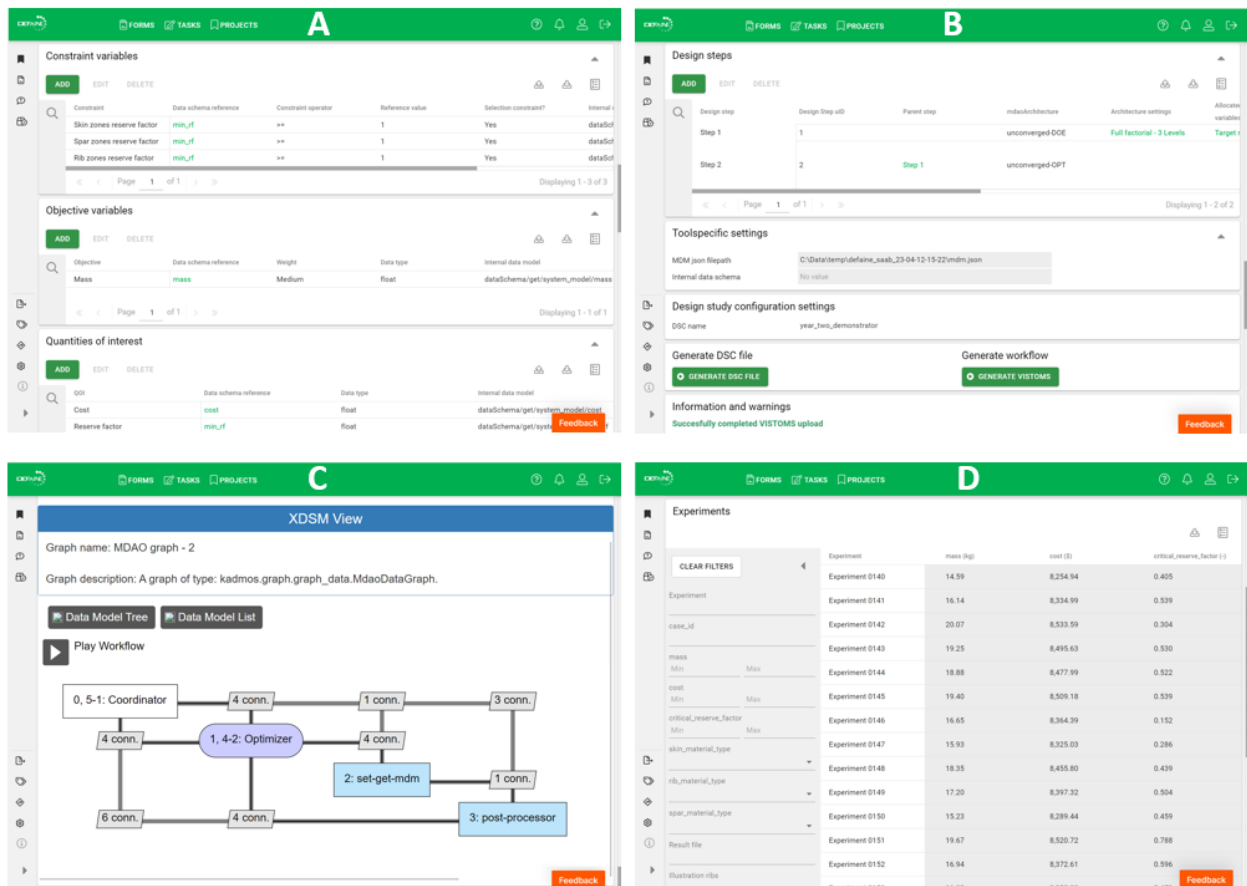 DEFAINE FORMS TASKS PROJECTS A
Constraint variables
ADD EDIT DELETE
Constraint Data schema reference Constraint operator Reference value Selection constraint? Internal
Skin zones reserve factor min_rf >= 1 Yes dataSch
Spar zones reserve factor min_rf >= 1 Yes
Rib zones reserve factor min_rf >= 1 Yes
Page 1 of 1 Displaying 1 - 3 of 3
Objective variables
ADD EDIT DELETE
Objective Data schema reference Weight Data type Internal data model
Mass mass Medium float dataSchema/get/system_model/mass
Page 1 of 1 Displaying 1 - 1 of 1
Quantities of interest
ADD EDIT DELETE
QOI Data schema reference Data type Internal data model
Cost cost float dataSchema/get/system_model/cost
Reserve factor min_rf float
Feedback
DEFAINE FORMS TASKS PROJECTS B
Design steps
ADD EDIT DELETE
Design step Design Step uID Parent step mdaoArchitecture Architecture settings Allocated variables
Step 1 1 unconverged-DOE Full factorial - 3 Levels Target
Step 2 2 Step 1 unconverged-OPT
Page 1 of 1 Displaying 1 - 2 of 2
Toolspecific settings
MDM json filepath C:\Data\temp\defaine_saab_23-04-12-15-22\mdm.json
Internal data schema No value
Design study configuration settings
DSC name year_two_demonstrator
Generate DSC file Generate workflow
GENERATE DSC FILE GENERATE VISTOMS
Information and warnings
Succesfully completed VISTOMS upload
Feedback
DEFAINE FORMS TASKS PROJECTS C
XDSM View
Graph name: MDAO graph - 2
Graph description: A graph of type: kadmos.graph.graph_data.MdaoDataGraph.
Data Model Tree Data Model List
Play Workflow
0, 5-1: Coordinator 4 conn. 1 conn. 3 conn.
4 conn. 1, 4-2: Optimizer 4 conn.
2: set-get-mdm 1 conn.
6 conn. 4 conn. 3: post-processor
Feedback
DEFAINE FORMS TASKS PROJECTS D
Experiments
CLEAR FILTERS
Experiment
case_id
mass
Min Max
cost
Min Max
critical_reserve_factor
Min Max
skin_material_type
rib_material_type
spar_material_type
Result file
Illustration ribs
Experiment mass (kg) cost ($) critical_reserve_factor (-)
Experiment 0140 14.59 8,254.94 0.405
Experiment 0141 16.14 8,334.99 0.539
Experiment 0142 20.07 8,533.59 0.304
Experiment 0143 19.25 8,495.63 0.530
Experiment 0144 18.88 8,477.99 0.522
Experiment 0145 19.40 8,509.18 0.539
Experiment 0146 16.65 8,364.39 0.152
Experiment 0147 15.93 8,325.03 0.286
Experiment 0148 18.35 8,455.80 0.439
Experiment 0149 17.20 8,397.32 0.504
Experiment 0150 15.23 8,289.44 0.459
Experiment 0151 19.67 8,520.72 0.788
Experiment 0152 16.94 8,372.61 0.596
Feedback